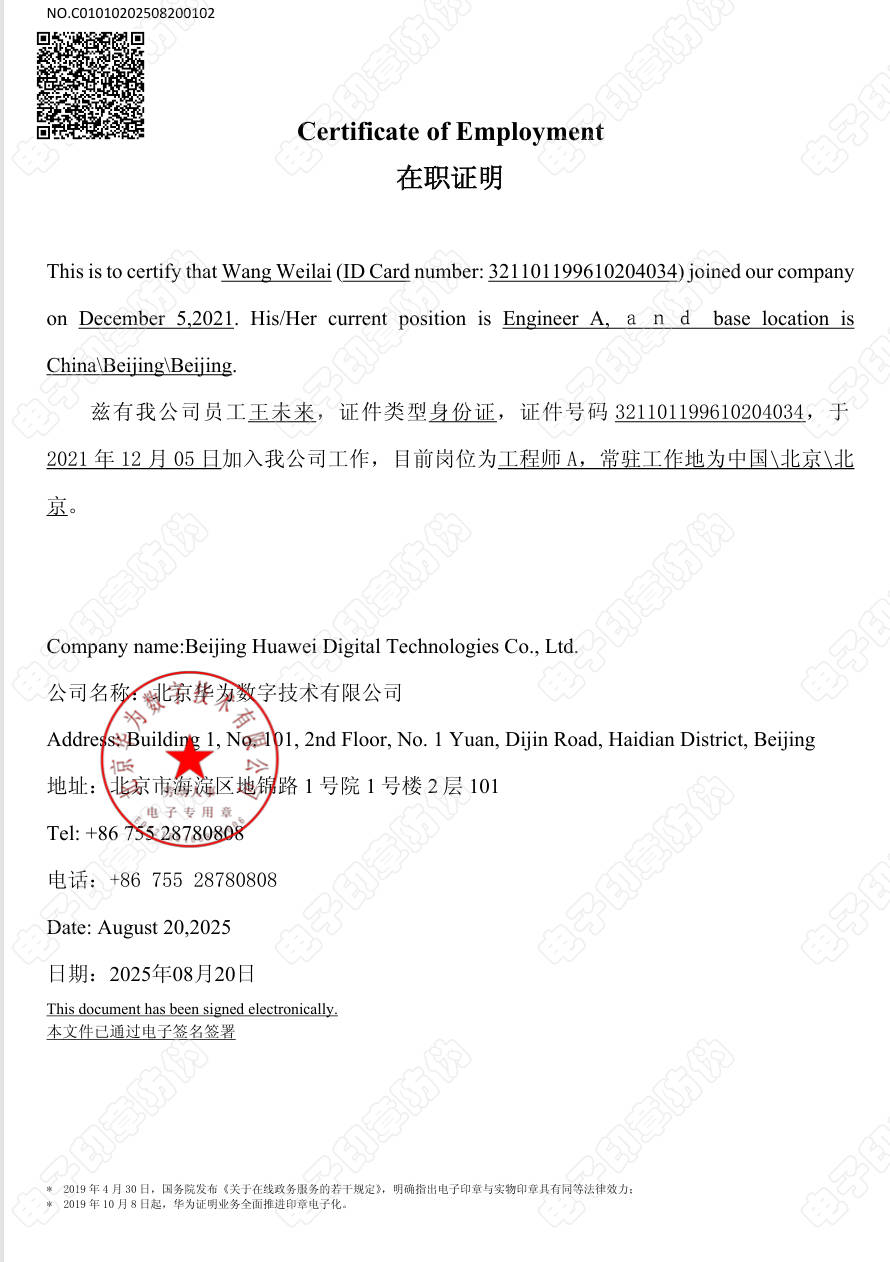 NO.C01010202508200102
Certificate of Employment
在职证明
This is to certify that Wang Weilai (ID Card number: 321101199610204034) joined our company
on December 5,2021. His/Her current position is Engineer A, ａｎｄ base location is
China\Beijing\Beijing.
兹有我公司员工王未来，证件类型身份证，证件号码 321101199610204034，于
2021 年 12 月 05 日加入我公司工作，目前岗位为工程师 A，常驻工作地为中国\北京\北
京。
Company name:Beijing Huawei Digital Technologies Co., Ltd.
公司名称：北京华为数字技术有限公司
Address: Building 1, No. 101, 2nd Floor, No. 1 Yuan, Dijin Road, Haidian District, Beijing
地址：北京市海淀区地锦路 1 号院 1 号楼 2 层 101
Tel: +86 755 28780808
电话：+86 755 28780808
Date: August 20,2025
日期：2025年08月20日
This document has been signed electronically.
本文件已通过电子签名签署
北京华为数字技术有限公司
电子专用章
* 2019 年 4 月 30 日，国务院发布《关于在线政务服务的若干规定》，明确指出电子印章与实物印章具有同等法律效力；
* 2019 年 10 月 8 日起，华为证明业务全面推进印章电子化。
电子印章防伪